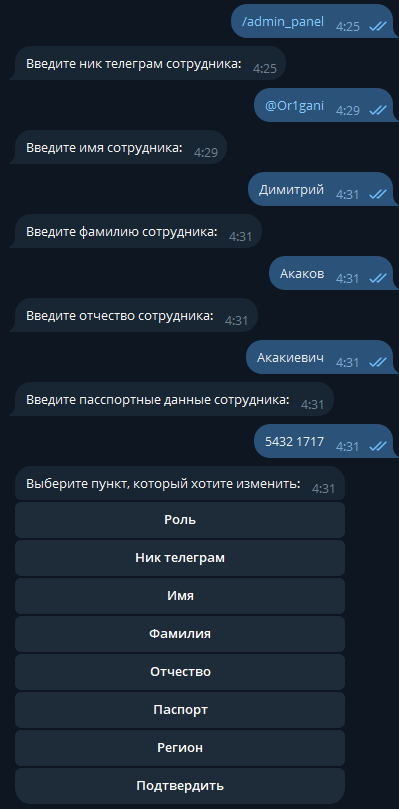 /admin_panel 4:25
Введите ник телеграм сотрудника: 4:25
@Or1gani 4:29
Введите имя сотрудника: 4:29
Димитрий 4:31
Введите фамилию сотрудника: 4:31
Акаков 4:31
Введите отчество сотрудника: 4:31
Акакиевич 4:31
Введите пасспортные данные сотрудника: 4:31
5432 1717 4:31
Выберите пункт, который хотите изменить: 4:31
Роль
Ник телеграм
Имя
Фамилия
Отчество
Паспорт
Регион
Подтвердить